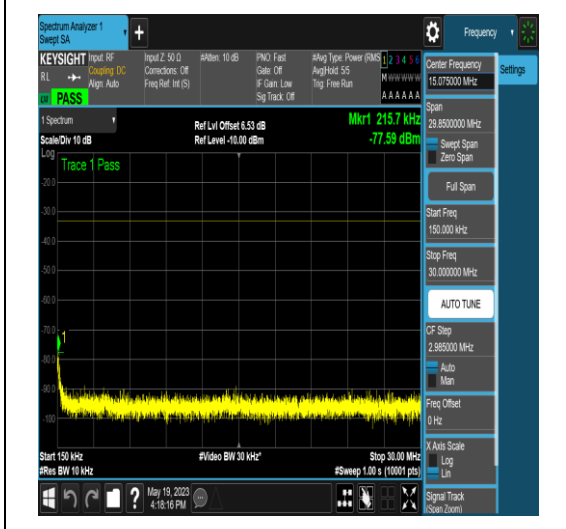 Spectrum Analyzer 1
Swept SA
+
Frequency
KEYSIGHT
Input: RF
Input Z: 50 Ω
#Atten: 10 dB
PNO: Fast
#Avg Type: Power (RMS
1 2 3 4 5 6
RL
Coupling: DC
Corrections: Off
Gate: Off
Avg|Hold: 5/5
M W W W W W
Align: Auto
Freq Ref: Int (S)
IF Gain: Low
Trig: Free Run
Sig Track: Off
A A A A A A
PASS
1 Spectrum
Ref Lvl Offset 6.53 dB
Mkr1 215.7 kHz
Scale/Div 10 dB
Ref Level -10.00 dBm
-77.59 dBm
Log
Trace 1 Pass
-20.0
-30.0
-40.0
-50.0
-60.0
-70.0
1
-80.0
-90.0
-100
Start 150 kHz
#Video BW 30 kHz*
Stop 30.00 MHz
#Res BW 10 kHz
#Sweep 1.00 s (10001 pts)
?
May 19, 2023
4:18:16 PM
Center Frequency
15.075000 MHz
Settings
Span
29.8500000 MHz
Swept Span
Zero Span
Full Span
Start Freq
150.000 kHz
Stop Freq
30.000000 MHz
AUTO TUNE
CF Step
2.985000 MHz
Auto
Man
Freq Offset
0 Hz
X Axis Scale
Log
Lin
Signal Track
(Span Zoom)